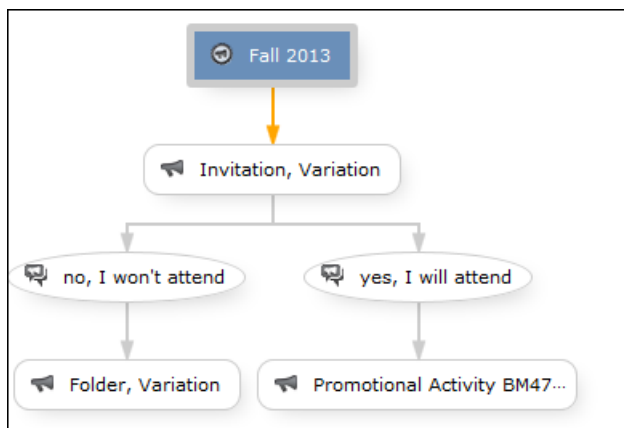 Fall 2013
Invitation, Variation
no, I won't attend
yes, I will attend
Folder, Variation
Promotional Activity BM47...